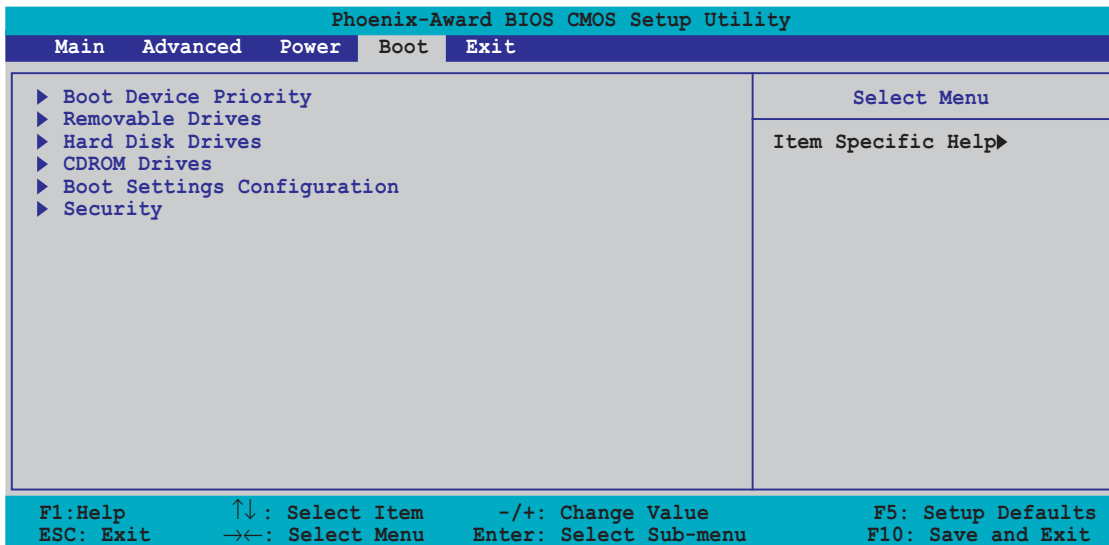 Phoenix-Award BIOS CMOS Setup Utility
Main Advanced Power Boot Exit
Boot Device Priority
Removable Drives
Hard Disk Drives
CDROM Drives
Boot Settings Configuration
Security
Select Menu
Item Specific Help
F1:Help ↑↓: Select Item -/+: Change Value F5: Setup Defaults
ESC: Exit →←: Select Menu Enter: Select Sub-menu F10: Save and Exit